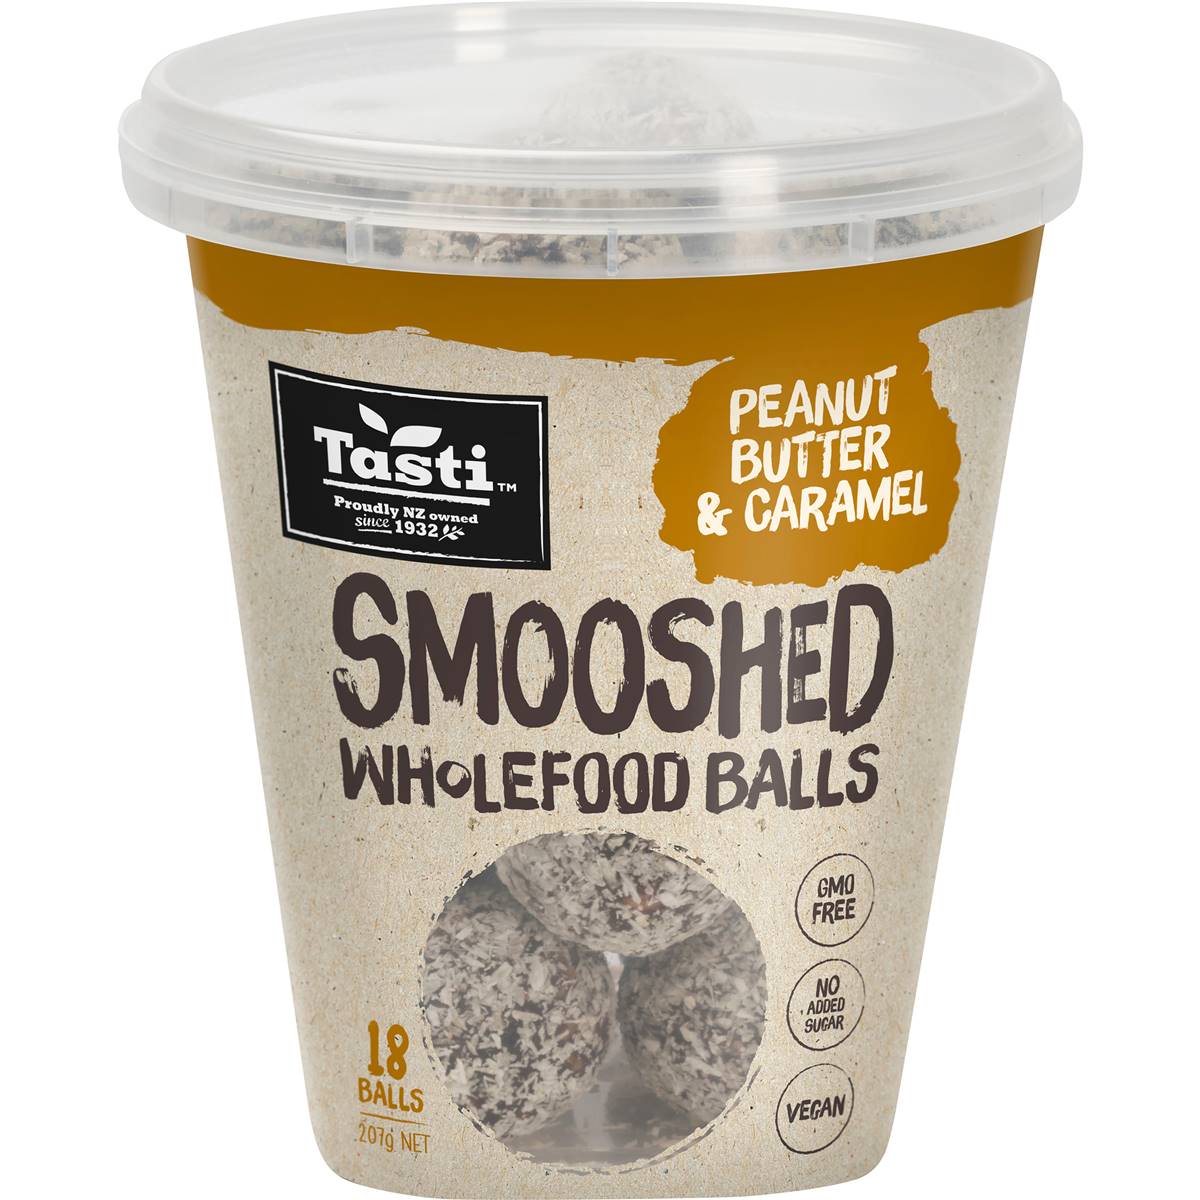 Tasti™
Proudly NZ owned
since 1932
PEANUT
BUTTER
& CARAMEL
SMOOSHED
WHOLEFOOD BALLS
GMO
FREE
NO
ADDED
SUGAR
VEGAN
18
BALLS
207g NET